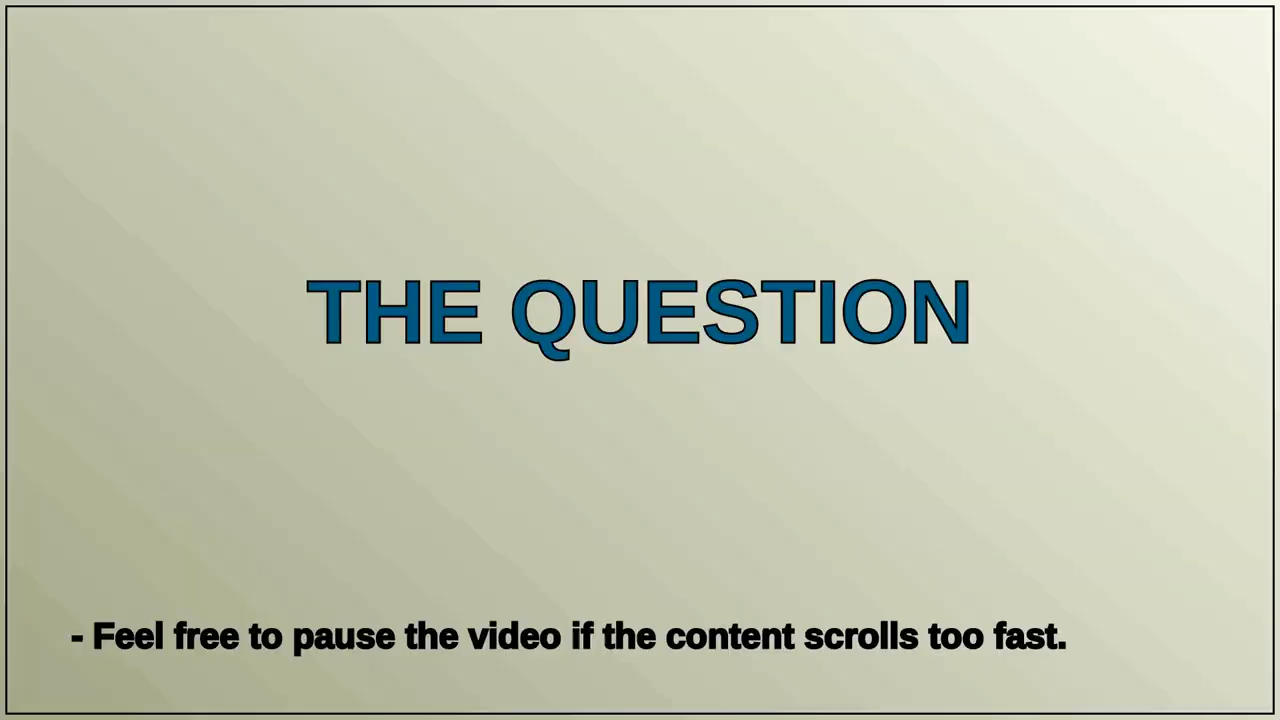 THE QUESTION
- Feel free to pause the video if the content scrolls too fast.